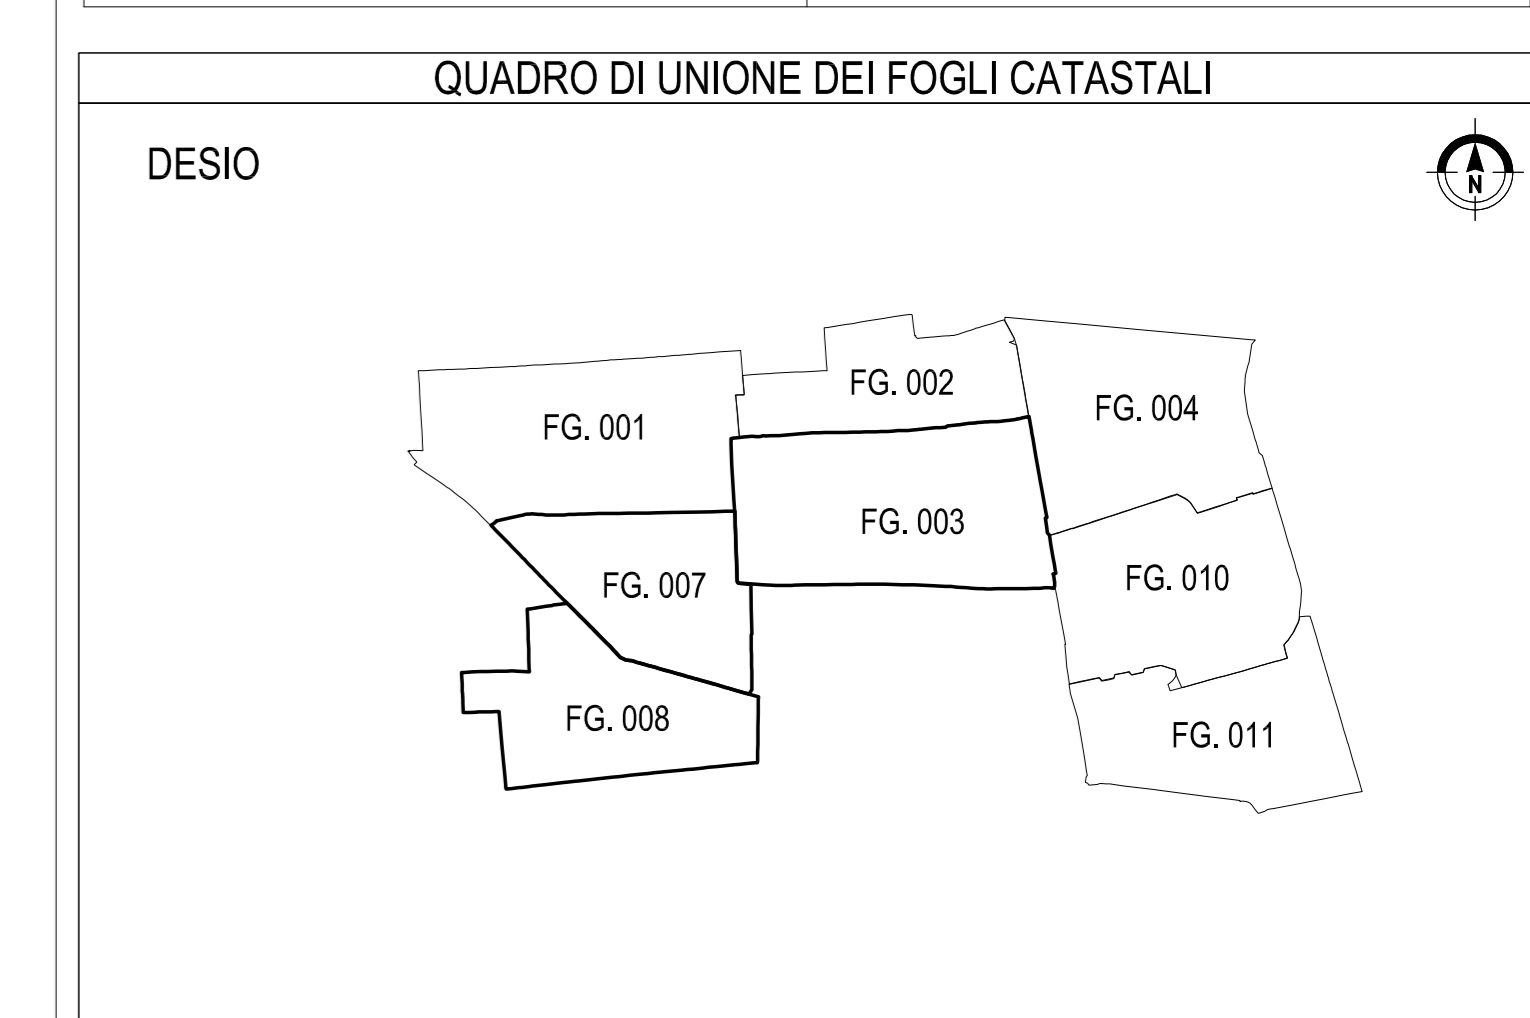 QUADRO DI UNIONE DEI FOGLI CATASTALI
DESIO
N
FG. 002
FG. 004
FG. 001
FG. 003
FG. 010
FG. 007
FG. 008
FG. 011